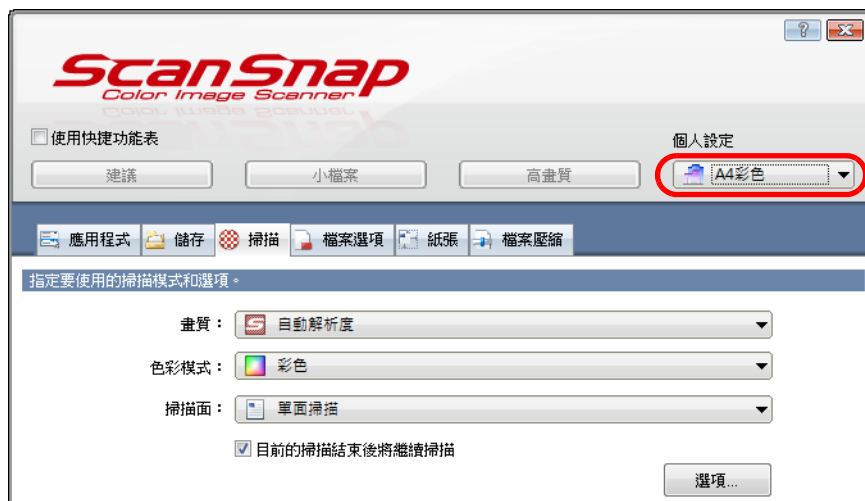 ScanSnap
Color Image Scanner
使用快捷功能表
個人設定
建議 小檔案 高畫質 A4彩色
應用程式 儲存 掃描 檔案選項 紙張 檔案壓縮
指定要使用的掃描模式和選項。
畫質： 自動解析度
色彩模式： 彩色
掃描面： 單面掃描
目前的掃描結束後將繼續掃描
選項...